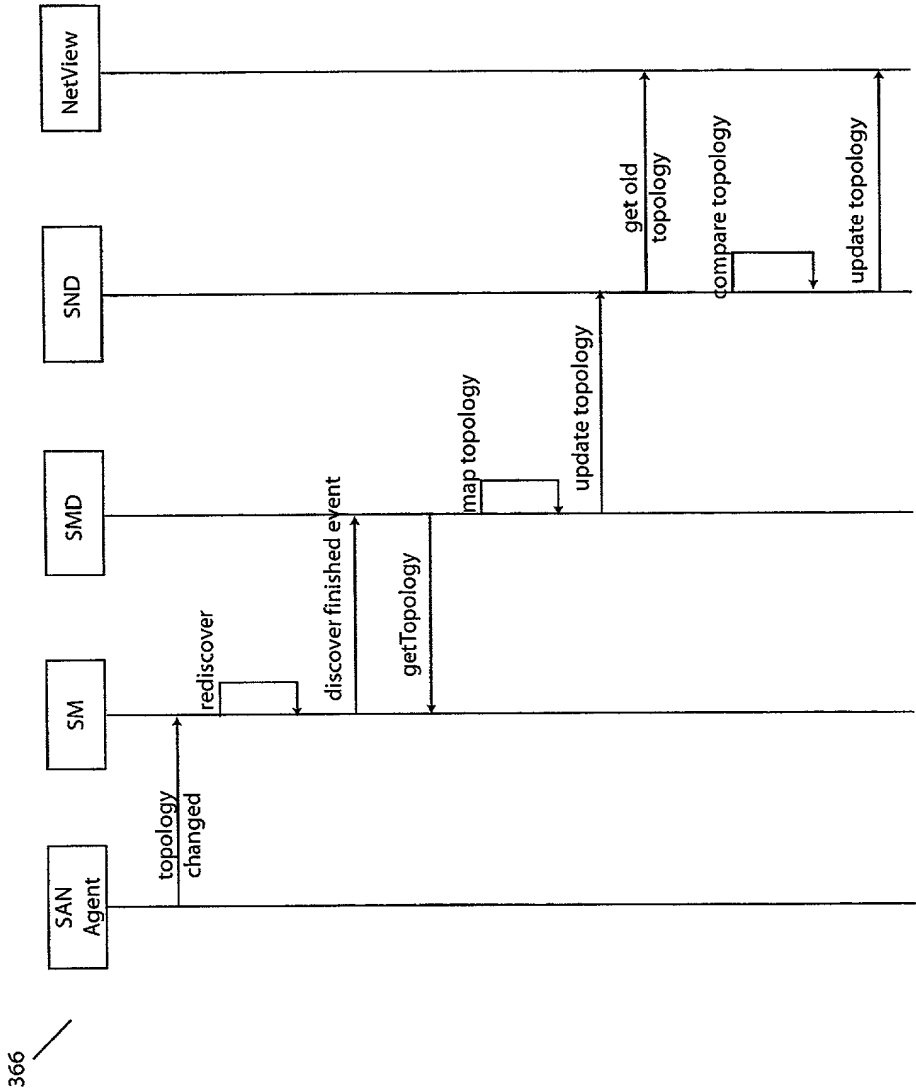 366
SAN
Agent
SM
SMD
SND
NetView
topology
changed
rediscover
discover finished event
getTopology
map topology
update topology
get old
topology
compare topology
update topology